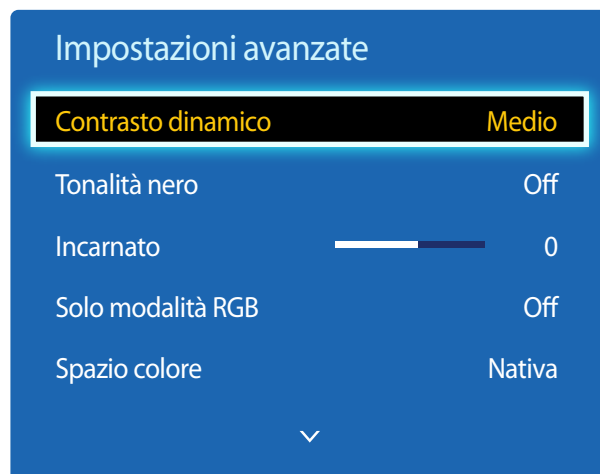 Impostazioni avanzate
Contrasto dinamico Medio
Tonalità nero Off
Incarnato 0
Solo modalità RGB Off
Spazio colore Nativa